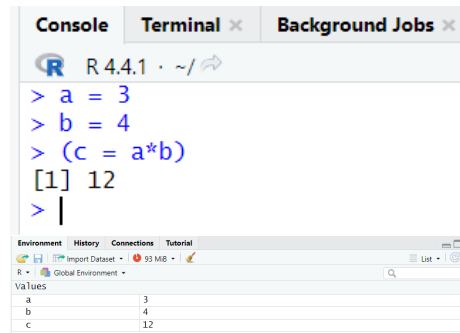 Console Terminal Background Jobs
R R 4.4.1 · ~/
> a = 3
> b = 4
> (c = a*b)
[1] 12
>
Environment History Connections Tutorial
Import Dataset 93 MiB List
R Global Environment
Values
a 3
b 4
c 12